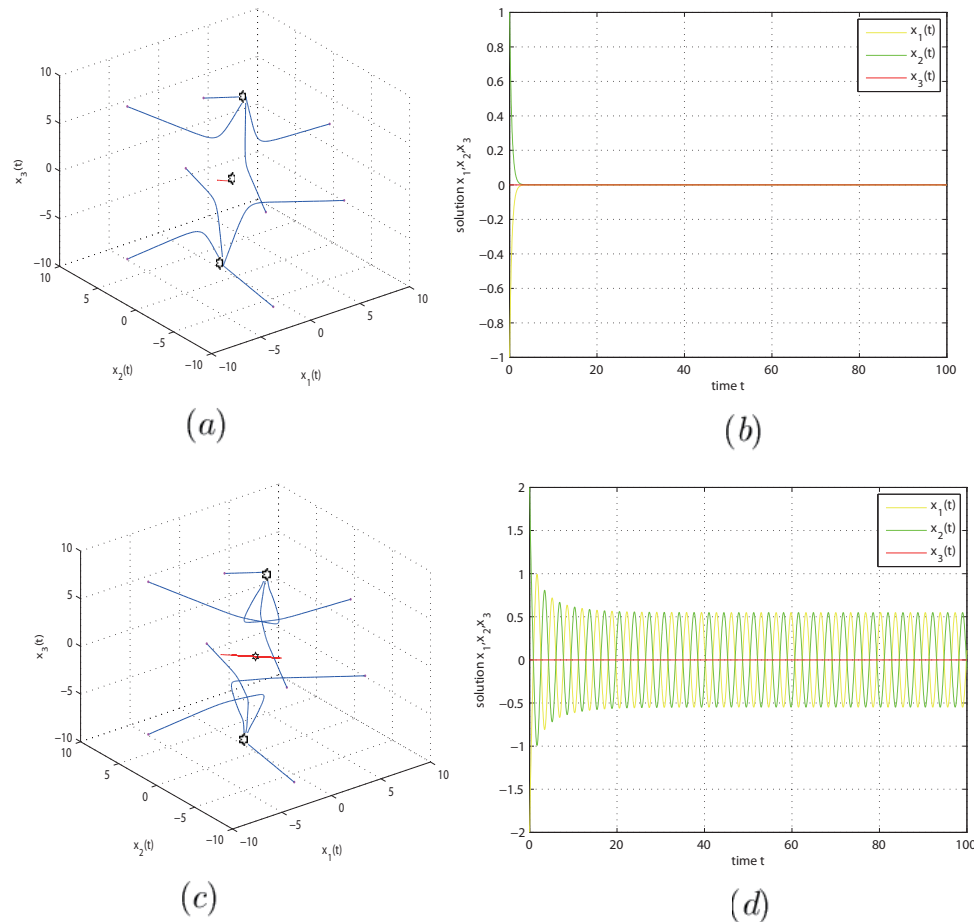 10
5
0
−5
−10
10
5
0
−5
−10
−10
−5
0
5
10
x₃(t)
x₂(t)
x₁(t)
(a)
1
0.8
0.6
0.4
0.2
0
−0.2
−0.4
−0.6
−0.8
−1
0 20 40 60 80 100
solution x₁,x₂,x₃
time t
x₁(t)
x₂(t)
x₃(t)
(b)
10
5
0
−5
−10
10
5
0
−5
−10
−10
−5
0
5
10
x₃(t)
x₂(t)
x₁(t)
(c)
2
1.5
1
0.5
0
−0.5
−1
−1.5
−2
0 20 40 60 80 100
solution x₁,x₂,x₃
time t
x₁(t)
x₂(t)
x₃(t)
(d)